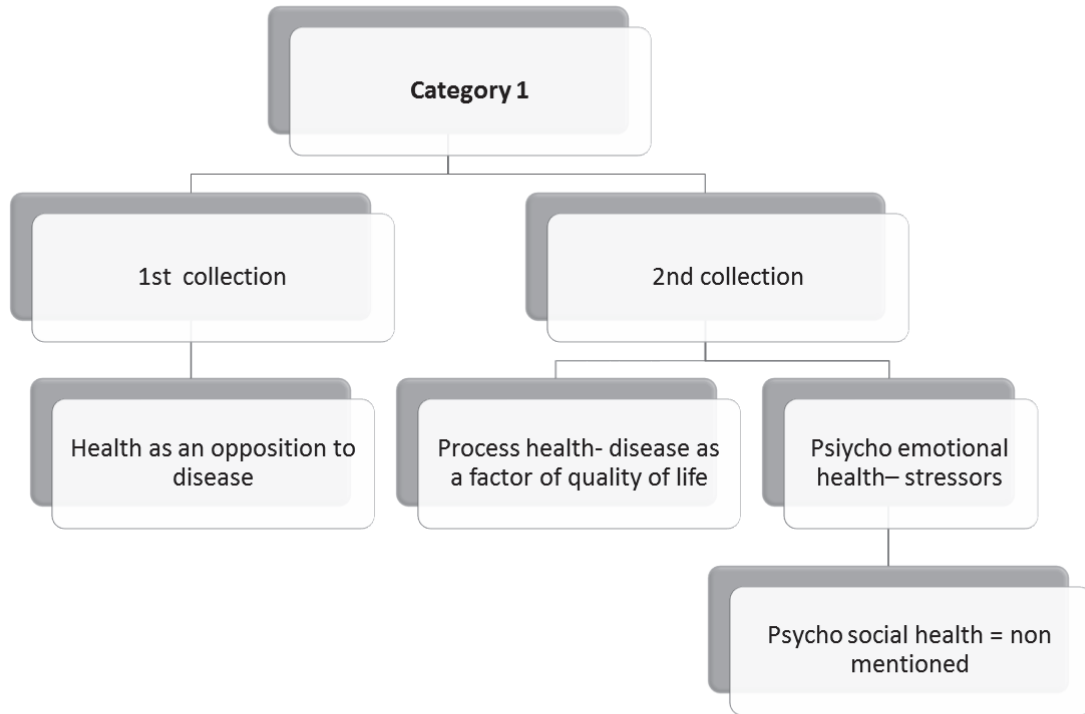 Category 1
1st collection
2nd collection
Health as an opposition to
disease
Process health- disease as
a factor of quality of life
Psiycho emotional
health– stressors
Psycho social health = non
mentioned